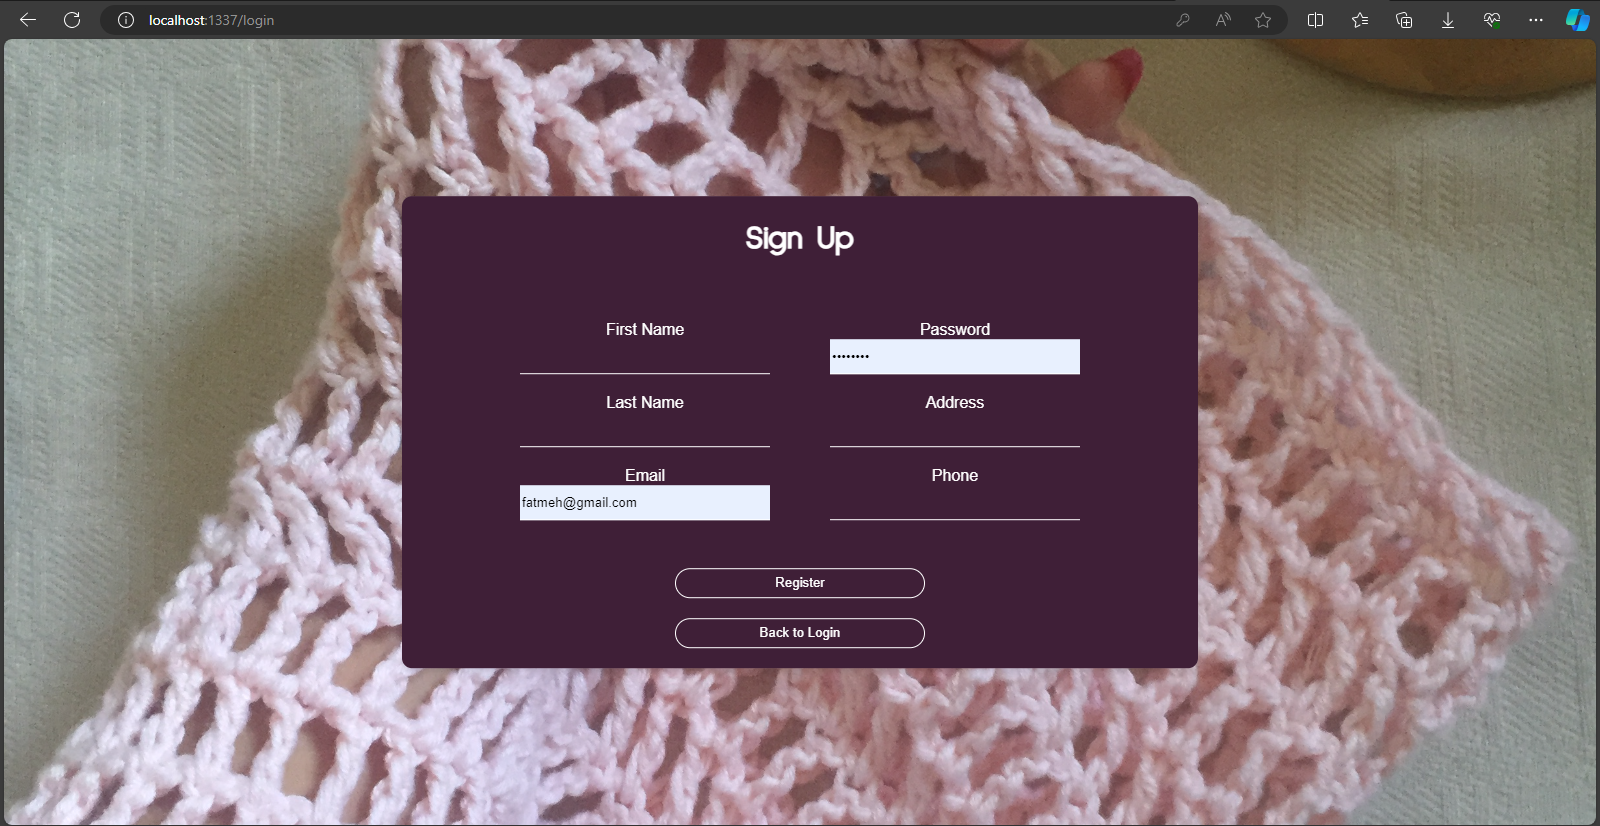 localhost:1337/login
Sign Up
First Name
Password
••••••••
Last Name
Address
Email
Phone
fatmeh@gmail.com
Register
Back to Login